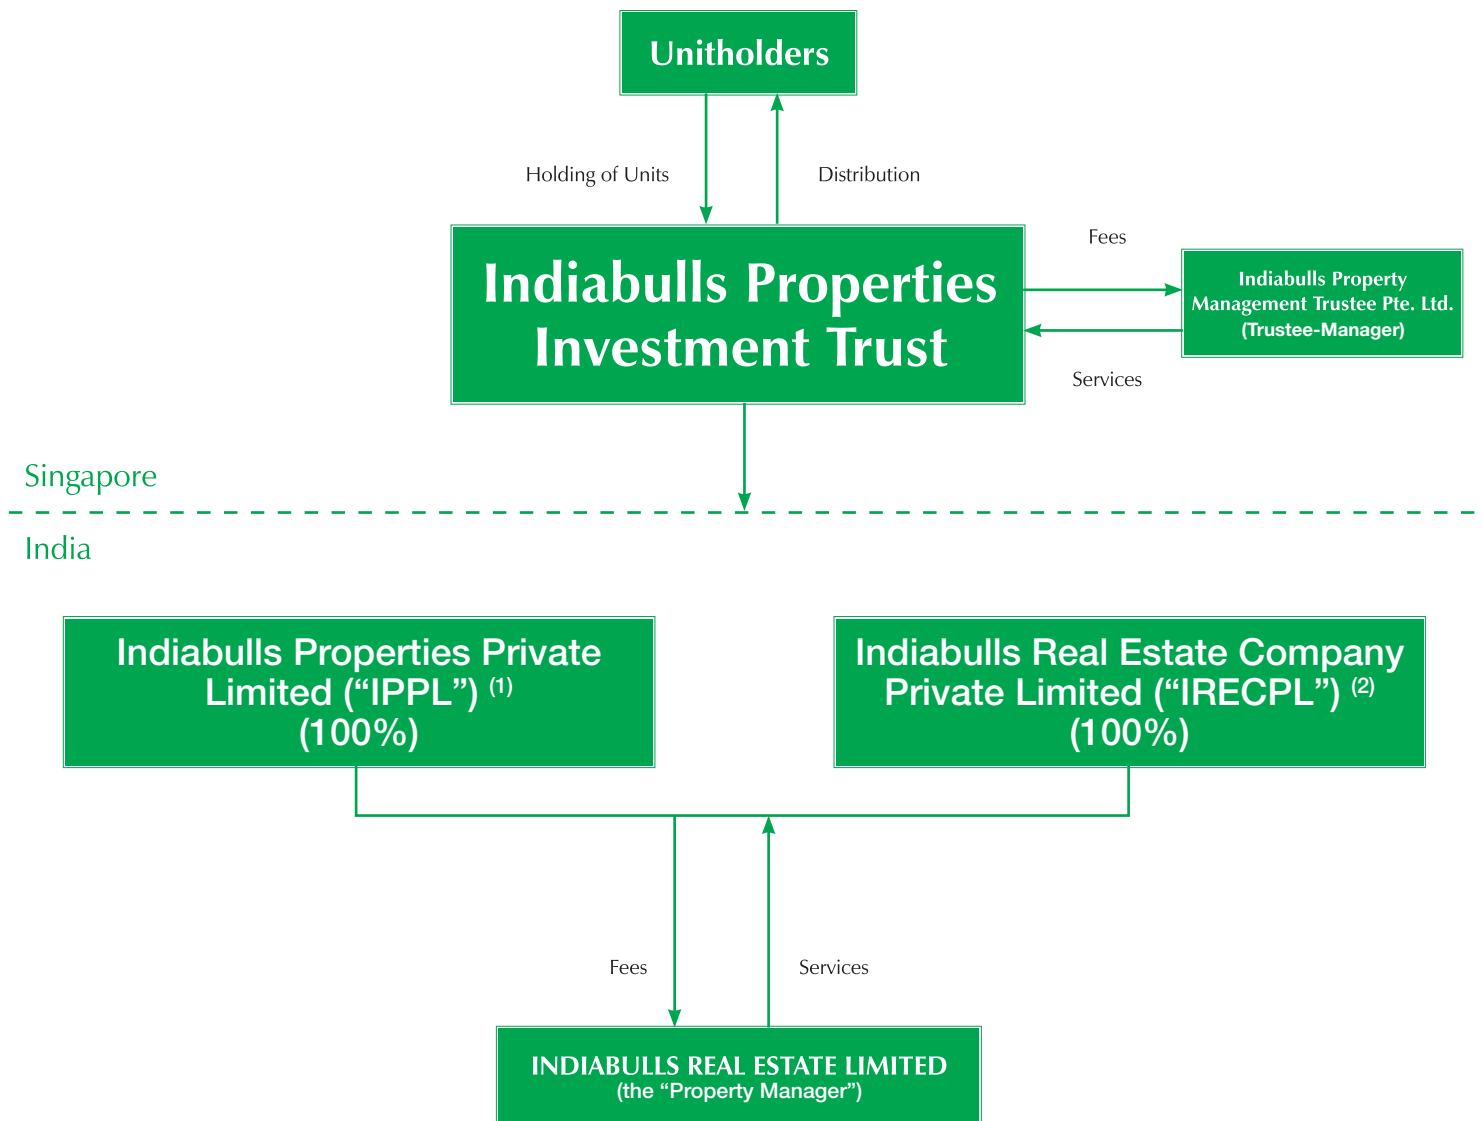 Unitholders
Holding of Units
Distribution
Indiabulls Properties
Investment Trust
Fees
Indiabulls Property
Management Trustee Pte. Ltd.
(Trustee-Manager)
Services
Singapore
India
Indiabulls Properties Private
Limited (“IPPL”) (1)
(100%)
Indiabulls Real Estate Company
Private Limited (“IRECPL”) (2)
(100%)
Fees
Services
INDIABULLS REAL ESTATE LIMITED
(the “Property Manager”)